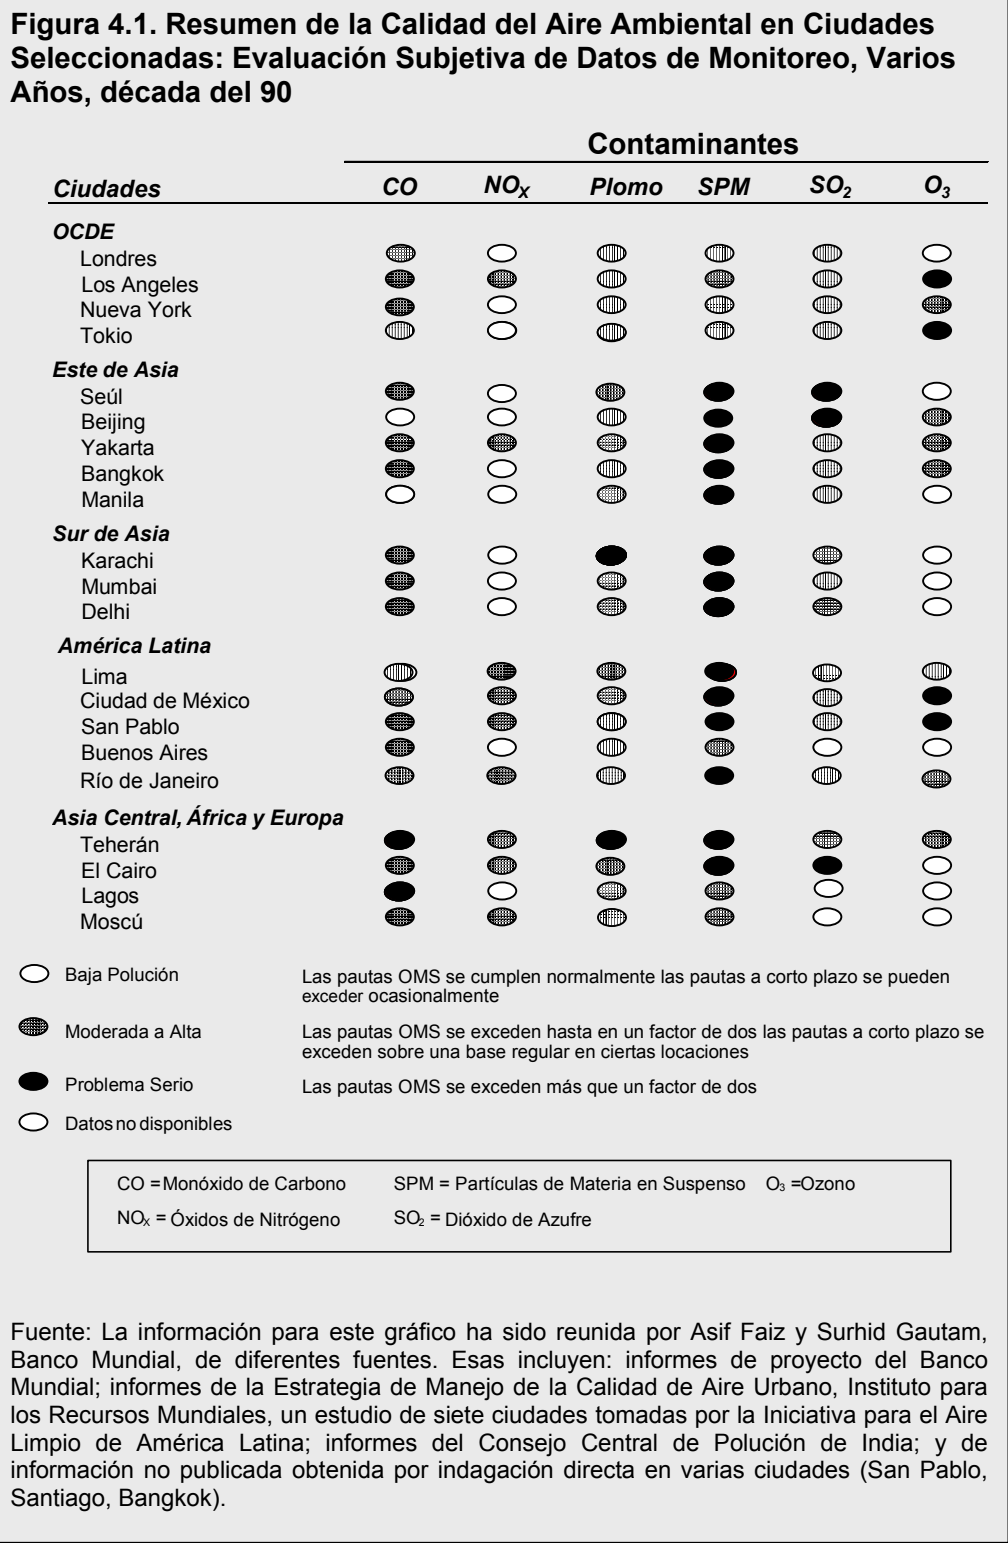 Figura 4.1. Resumen de la Calidad del Aire Ambiental en Ciudades
Seleccionadas: Evaluación Subjetiva de Datos de Monitoreo, Varios
Años, década del 90
Contaminantes
Ciudades CO NOX Plomo SPM SO2 O3
OCDE
Londres
Los Angeles
Nueva York
Tokio
Este de Asia
Seúl
Beijing
Yakarta
Bangkok
Manila
Sur de Asia
Karachi
Mumbai
Delhi
América Latina
Lima
Ciudad de México
San Pablo
Buenos Aires
Río de Janeiro
Asia Central, África y Europa
Teherán
El Cairo
Lagos
Moscú
Baja Polución Las pautas OMS se cumplen normalmente las pautas a corto plazo se pueden
exceder ocasionalmente
Moderada a Alta Las pautas OMS se exceden hasta en un factor de dos las pautas a corto plazo se
exceden sobre una base regular en ciertas locaciones
Problema Serio Las pautas OMS se exceden más que un factor de dos
Datos no disponibles
CO = Monóxido de Carbono SPM = Partículas de Materia en Suspenso O3 =Ozono
NOX = Óxidos de Nitrógeno SO2 = Dióxido de Azufre
Fuente: La información para este gráfico ha sido reunida por Asif Faiz y Surhid Gautam,
Banco Mundial, de diferentes fuentes. Esas incluyen: informes de proyecto del Banco
Mundial; informes de la Estrategia de Manejo de la Calidad de Aire Urbano, Instituto para
los Recursos Mundiales, un estudio de siete ciudades tomadas por la Iniciativa para el Aire
Limpio de América Latina; informes del Consejo Central de Polución de India; y de
información no publicada obtenida por indagación directa en varias ciudades (San Pablo,
Santiago, Bangkok).